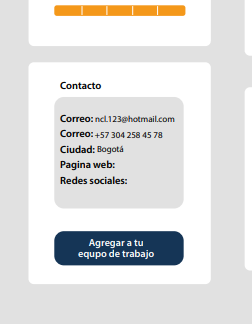 Contacto
Correo: ncl.123@hotmail.com
Correo: +57 304 258 45 78
Ciudad: Bogotá
Pagina web:
Redes sociales:
Agregar a tu
equpo de trabajo